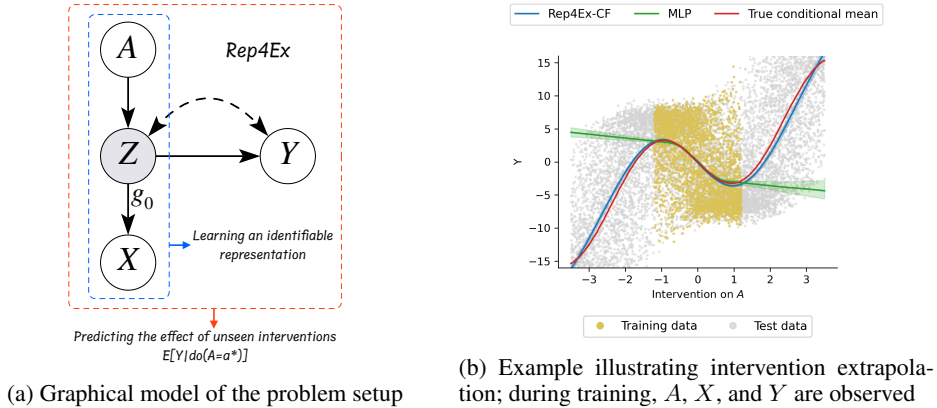 A
Rep4Ex
Z
Y
g0
X
Learning an identifiable
representation
Predicting the effect of unseen interventions
E[Y|do(A=a*)]
(a) Graphical model of the problem setup
Rep4Ex-CF
MLP
True conditional mean
15
10
5
0
−5
−10
−15
Y
−3
−2
−1
0
1
2
3
Intervention on A
Training data
Test data
(b) Example illustrating intervention extrapola-
tion; during training, A, X, and Y are observed